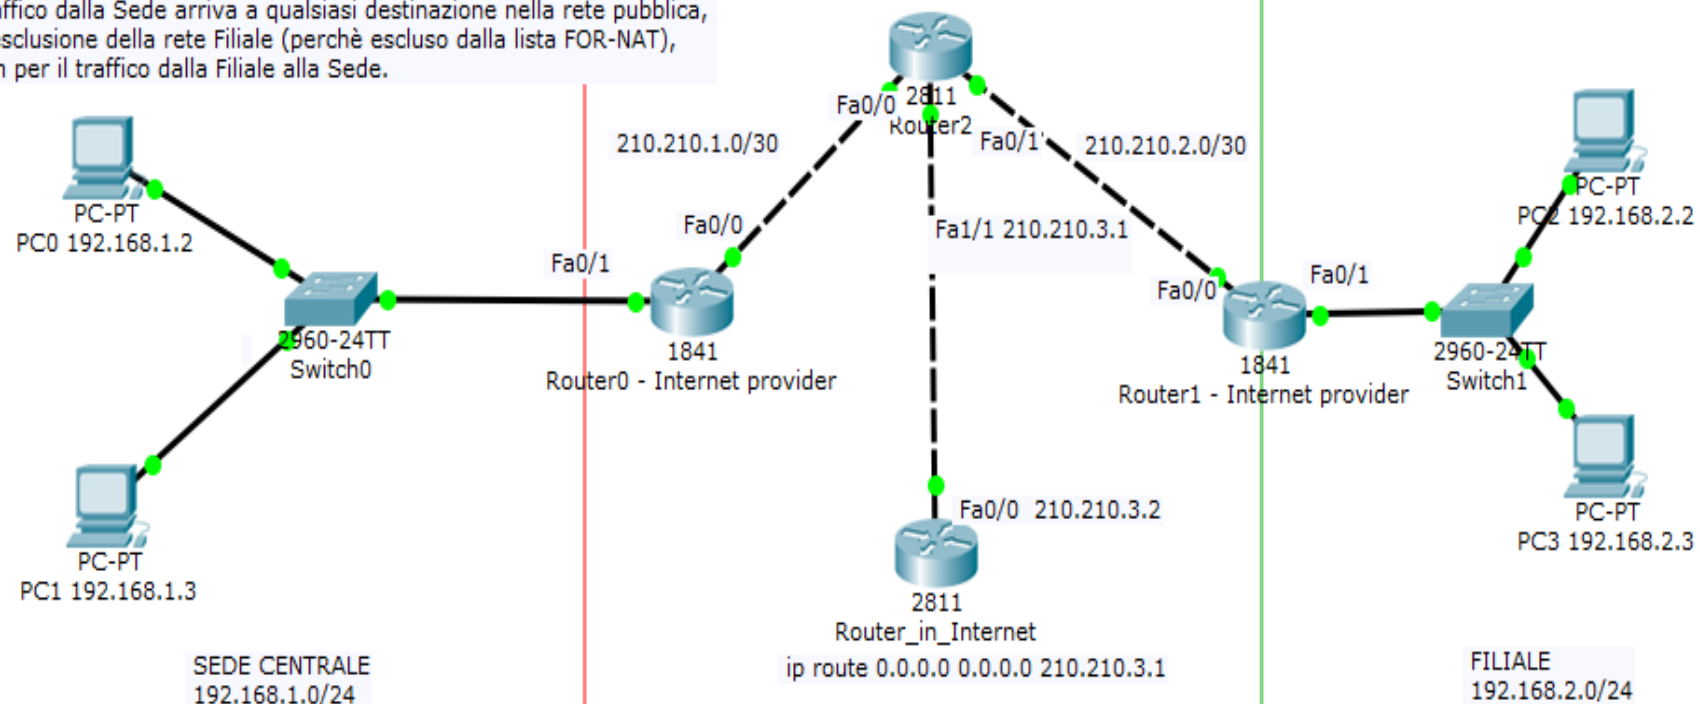 ffico dalla Sede arriva a qualsiasi destinazione nella rete pubblica,
sclusione della rete Filiale (perchè escluso dalla lista FOR-NAT),
per il traffico dalla Filiale alla Sede.
2811
Router2
Fa0/0
Fa0/1
210.210.1.0/30
210.210.2.0/30
PC-PT
PC0 192.168.1.2
PC-PT
PC2 192.168.2.2
Fa0/0
Fa1/1 210.210.3.1
Fa0/1
Fa0/0
Fa0/1
2960-24TT
Switch0
1841
Router0 - Internet provider
1841
Router1 - Internet provider
2960-24TT
Switch1
Fa0/0 210.210.3.2
PC-PT
PC3 192.168.2.3
PC-PT
PC1 192.168.1.3
2811
Router_in_Internet
ip route 0.0.0.0 0.0.0.0 210.210.3.1
SEDE CENTRALE
192.168.1.0/24
FILIALE
192.168.2.0/24